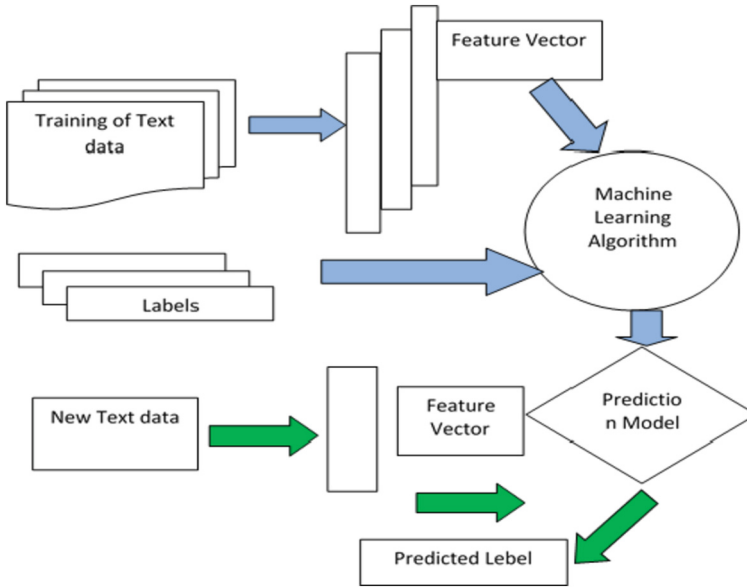 Feature Vector
Training of Text
data
Machine
Learning
Algorithm
Labels
New Text data
Feature
Vector
Predictio
n Model
Predicted Lebel